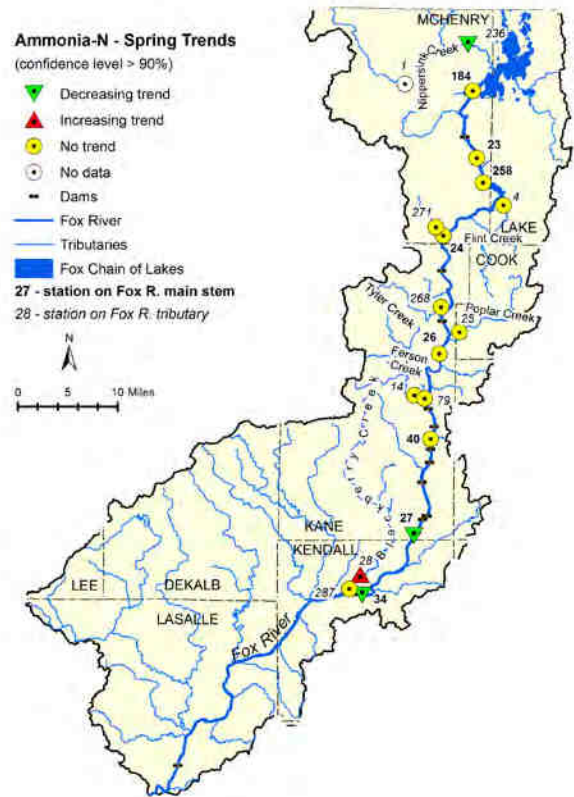 Ammonia-N - Spring Trends
(confidence level > 90%)
Decreasing trend
Increasing trend
No trend
No data
Dams
Fox River
Tributaries
Fox Chain of Lakes
27 - station on Fox R. main stem
28 - station on Fox R. tributary
N
0 5 10 Miles
MCHENRY
236
Nippersink Creek
1
184
23
258
4
271
LAKE
24
Flint Creek
COOK
268
Tyler Creek
Poplar Creek
25
26
Ferson
Creek
14
79
40
Blackberry Creek
27
KANE
KENDALL
28
287
34
LEE
DEKALB
LASALLE
Fox River